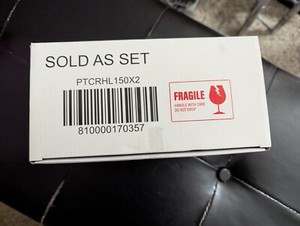 SOLD AS SET
PTCRHL150X2
810000170357
FRAGILE
HANDLE WITH CARE
DO NOT DROP